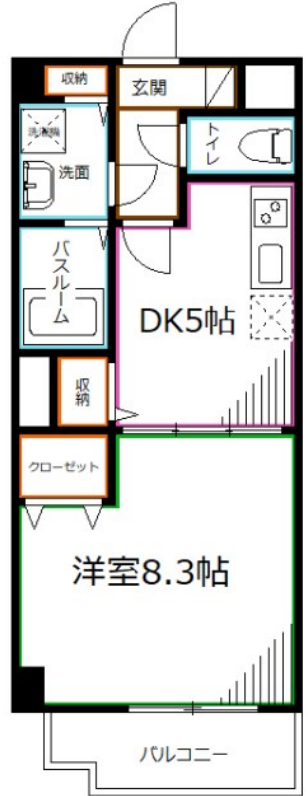 収納
玄関
洗濯機
洗面
トイレ
バスルーム
DK5帖
収納
クローゼット
洋室8.3帖
バルコニー